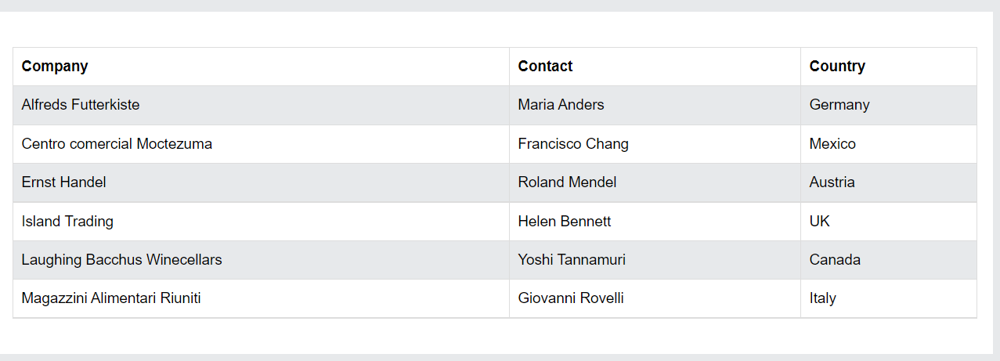 Company Contact Country
Alfreds Futterkiste Maria Anders Germany
Centro comercial Moctezuma Francisco Chang Mexico
Ernst Handel Roland Mendel Austria
Island Trading Helen Bennett UK
Laughing Bacchus Winecellars Yoshi Tannamuri Canada
Magazzini Alimentari Riuniti Giovanni Rovelli Italy